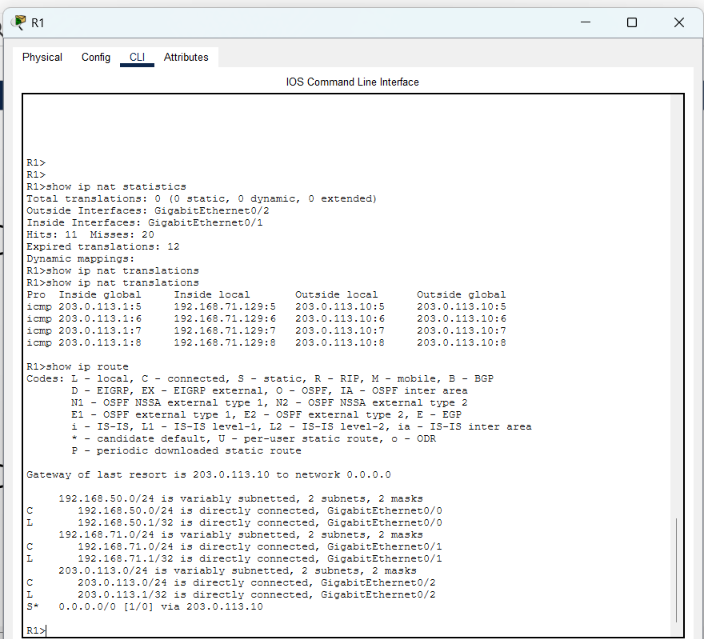 R1
Physical Config CLI Attributes
IOS Command Line Interface
R1>
R1>
R1>show ip nat statistics
Total translations: 0 (0 static, 0 dynamic, 0 extended)
Outside Interfaces: GigabitEthernet0/2
Inside Interfaces: GigabitEthernet0/1
Hits: 11 Misses: 20
Expired translations: 12
Dynamic mappings:
R1>show ip nat translations
R1>show ip nat translations
Pro Inside global Inside local Outside local Outside global
icmp 203.0.113.1:5 192.168.71.129:5 203.0.113.10:5 203.0.113.10:5
icmp 203.0.113.1:6 192.168.71.129:6 203.0.113.10:6 203.0.113.10:6
icmp 203.0.113.1:7 192.168.71.129:7 203.0.113.10:7 203.0.113.10:7
icmp 203.0.113.1:8 192.168.71.129:8 203.0.113.10:8 203.0.113.10:8
R1>show ip route
Codes: L - local, C - connected, S - static, R - RIP, M - mobile, B - BGP
D - EIGRP, EX - EIGRP external, O - OSPF, IA - OSPF inter area
N1 - OSPF NSSA external type 1, N2 - OSPF NSSA external type 2
E1 - OSPF external type 1, E2 - OSPF external type 2, E - EGP
i - IS-IS, L1 - IS-IS level-1, L2 - IS-IS level-2, ia - IS-IS inter area
* - candidate default, U - per-user static route, o - ODR
P - periodic downloaded static route
Gateway of last resort is 203.0.113.10 to network 0.0.0.0
192.168.50.0/24 is variably subnetted, 2 subnets, 2 masks
C 192.168.50.0/24 is directly connected, GigabitEthernet0/0
L 192.168.50.1/32 is directly connected, GigabitEthernet0/0
192.168.71.0/24 is variably subnetted, 2 subnets, 2 masks
C 192.168.71.0/24 is directly connected, GigabitEthernet0/1
L 192.168.71.1/32 is directly connected, GigabitEthernet0/1
203.0.113.0/24 is variably subnetted, 2 subnets, 2 masks
C 203.0.113.0/24 is directly connected, GigabitEthernet0/2
L 203.0.113.1/32 is directly connected, GigabitEthernet0/2
S* 0.0.0.0/0 [1/0] via 203.0.113.10
R1>